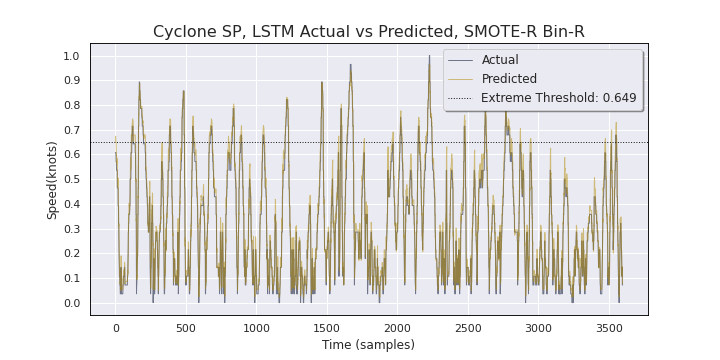 Cyclone SP, LSTM Actual vs Predicted, SMOTE-R Bin-R
Actual
Predicted
Extreme Threshold: 0.649
1.0
0.9
0.8
0.7
0.6
0.5
0.4
0.3
0.2
0.1
0.0
Speed(knots)
0 500 1000 1500 2000 2500 3000 3500
Time (samples)